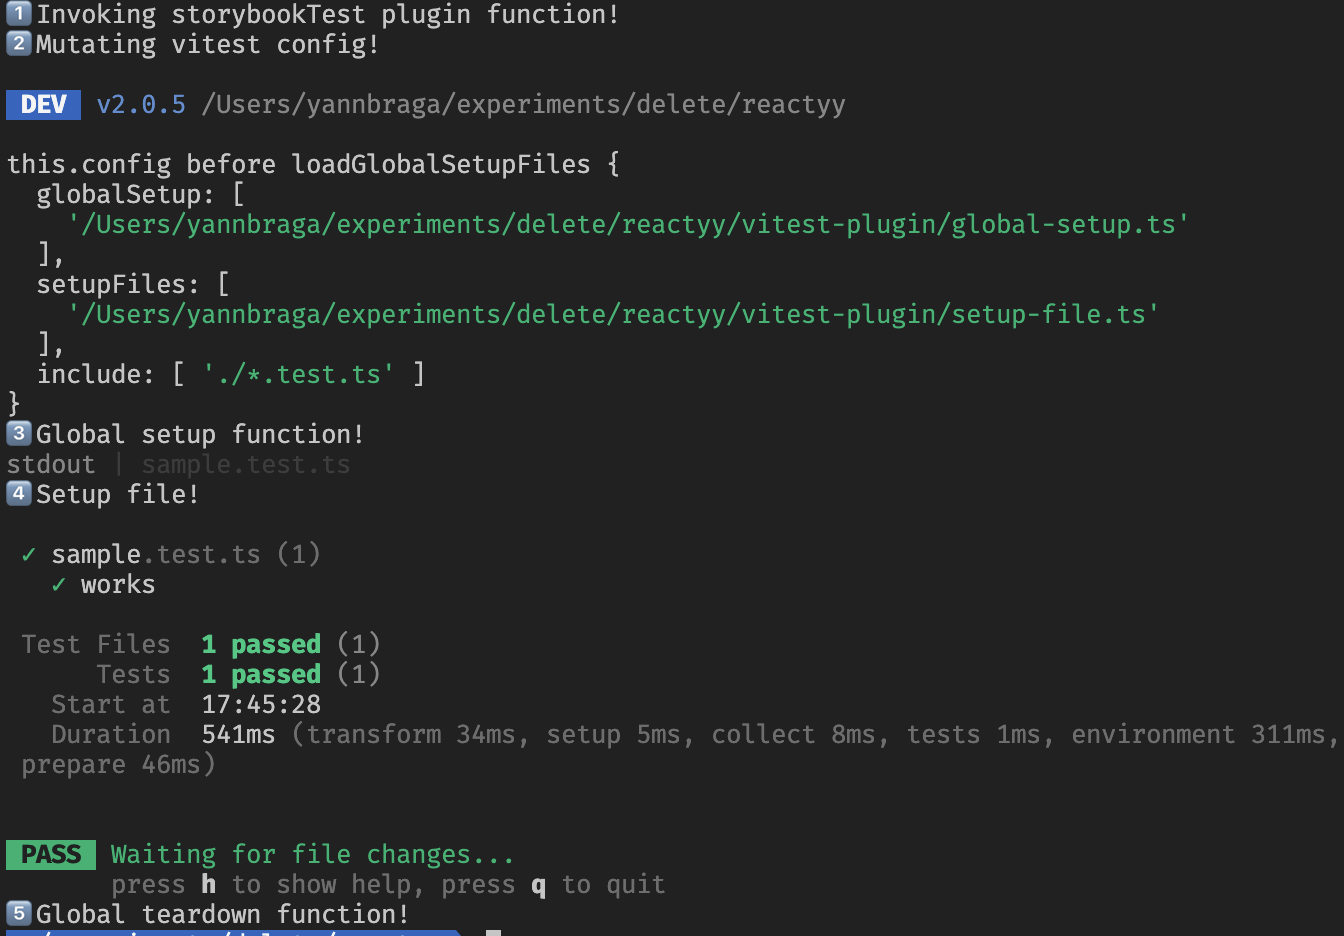 1️⃣Invoking storybookTest plugin function!
2️⃣Mutating vitest config!
DEV v2.0.5 /Users/yannbraga/experiments/delete/reactyy
this.config before loadGlobalSetupFiles {
globalSetup: [
'/Users/yannbraga/experiments/delete/reactyy/vitest-plugin/global-setup.ts'
],
setupFiles: [
'/Users/yannbraga/experiments/delete/reactyy/vitest-plugin/setup-file.ts'
],
include: [ './*.test.ts' ]
}
3️⃣Global setup function!
stdout | sample.test.ts
4️⃣Setup file!
✓ sample.test.ts (1)
✓ works
Test Files 1 passed (1)
Tests 1 passed (1)
Start at 17:45:28
Duration 541ms (transform 34ms, setup 5ms, collect 8ms, tests 1ms, environment 311ms,
prepare 46ms)
PASS Waiting for file changes...
press h to show help, press q to quit
5️⃣Global teardown function!